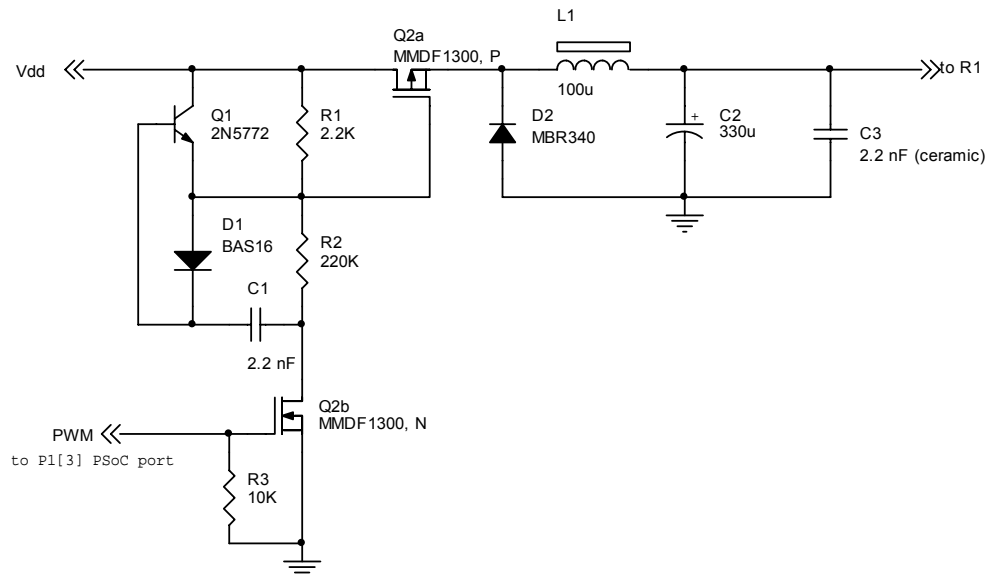 L1
Q2a
MMDF1300, P
Vdd
to R1
100u
Q1
2N5772
R1
2.2K
D2
MBR340
+
C2
330u
C3
2.2 nF (ceramic)
D1
BAS16
R2
220K
C1
2.2 nF
Q2b
MMDF1300, N
PWM
to P1[3] PSoC port
R3
10K